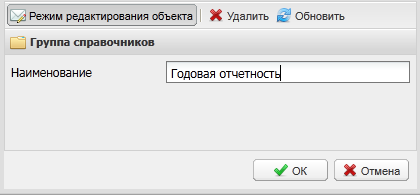 Режим редактирования объекта Удалить Обновить
Группа справочников
Наименование Годовая отчетность
ОК Отмена